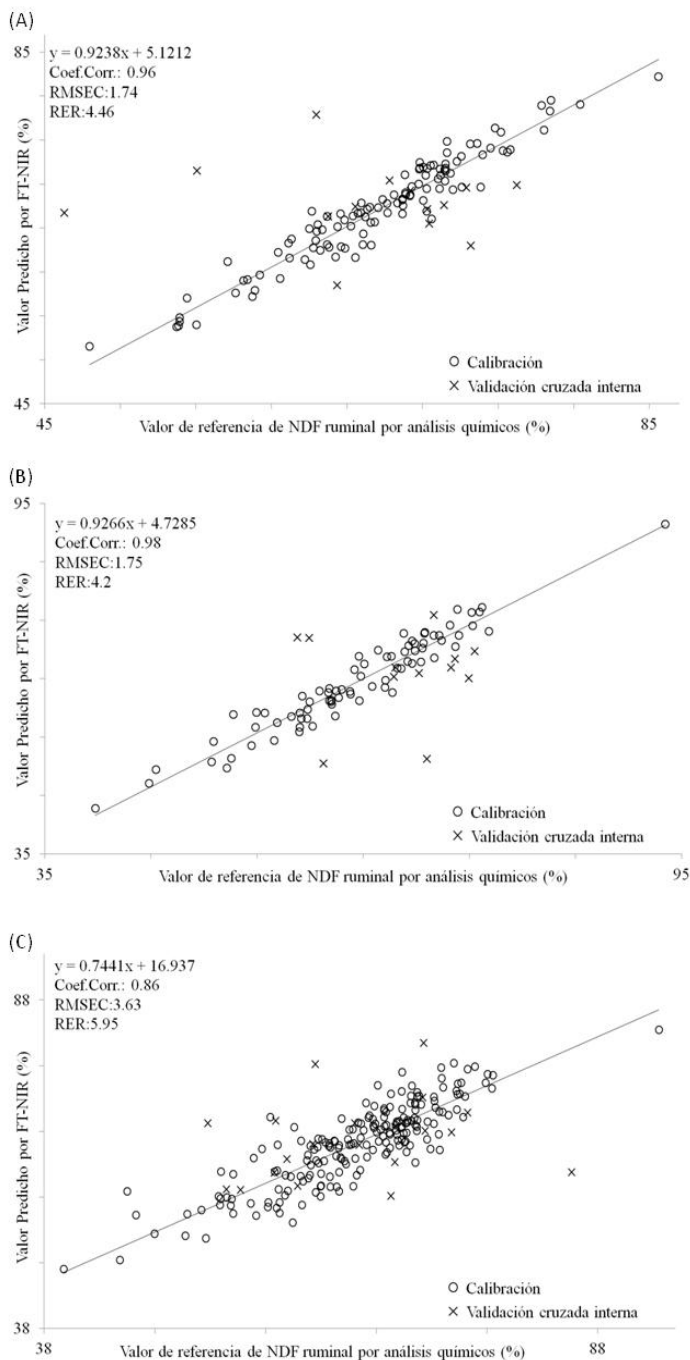 (A)
85
y = 0.9238x + 5.1212
Coef.Corr.: 0.96
RMSEC:1.74
RER:4.46
Valor Predicho por FT-NIR (%)
Calibración
Validación cruzada interna
45
45
Valor de referencia de NDF ruminal por análisis químicos (%)
85
(B)
95
y = 0.9266x + 4.7285
Coef.Corr.: 0.98
RMSEC:1.75
RER:4.2
Valor Predicho por FT-NIR (%)
Calibración
Validación cruzada interna
35
35
Valor de referencia de NDF ruminal por análisis químicos (%)
95
(C)
y = 0.7441x + 16.937
88
Coef.Corr.: 0.86
RMSEC:3.63
RER:5.95
Valor Predicho por FT-NIR (%)
Calibración
Validación cruzada interna
38
38
Valor de referencia de NDF ruminal por análisis químicos (%)
88